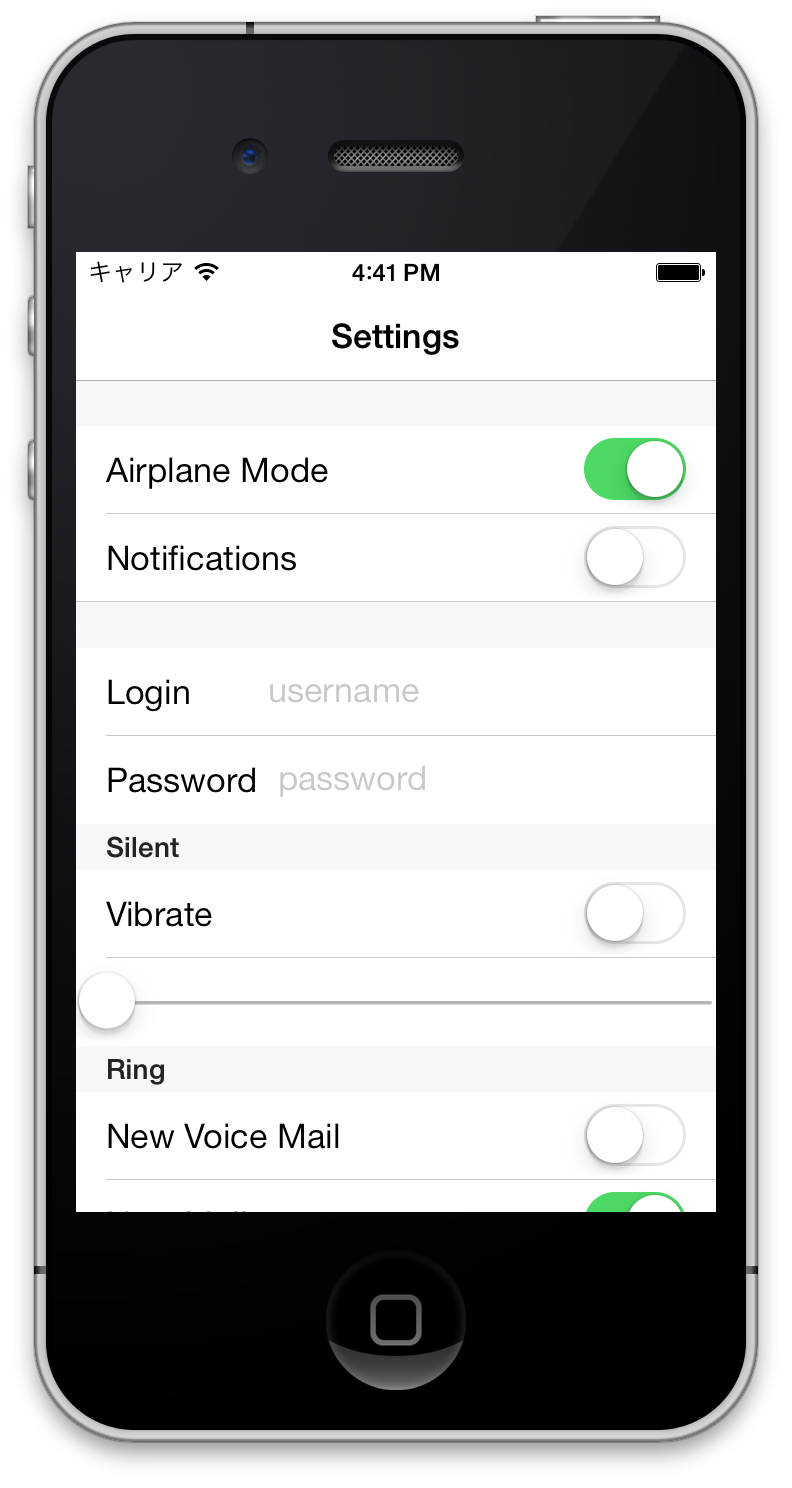 キャリア 4:41 PM
Settings
Airplane Mode
Notifications
Login username
Password password
Silent
Vibrate
Ring
New Voice Mail